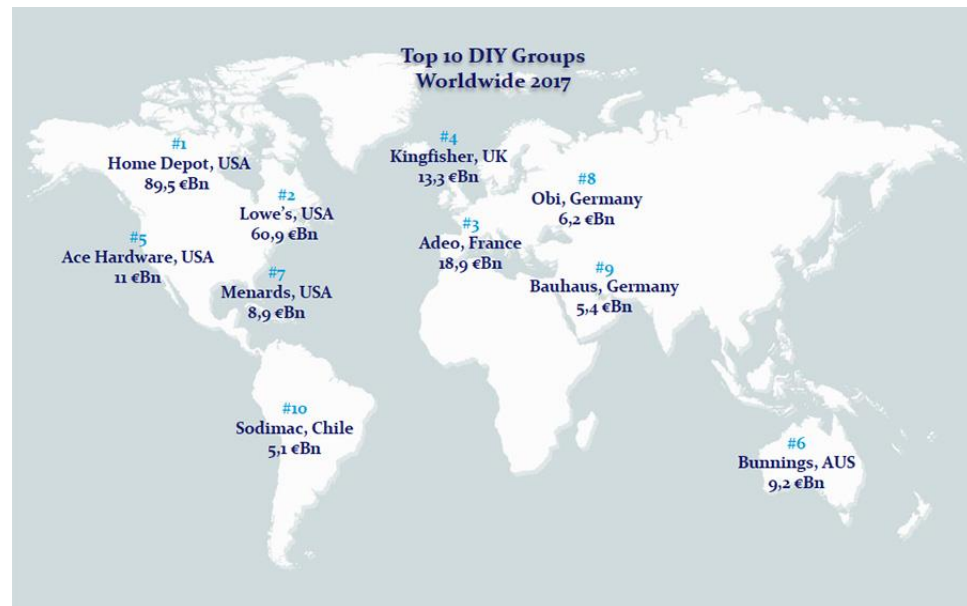 Top 10 DIY Groups
Worldwide 2017
#1
Home Depot, USA
89,5 €Bn
#2
Lowe's, USA
60,9 €Bn
#5
Ace Hardware, USA
11 €Bn
#7
Menards, USA
8,9 €Bn
#4
Kingfisher, UK
13,3 €Bn
#3
Adeo, France
18,9 €Bn
#8
Obi, Germany
6,2 €Bn
#9
Bauhaus, Germany
5,4 €Bn
#10
Sodimac, Chile
5,1 €Bn
#6
Bunnings, AUS
9,2 €Bn